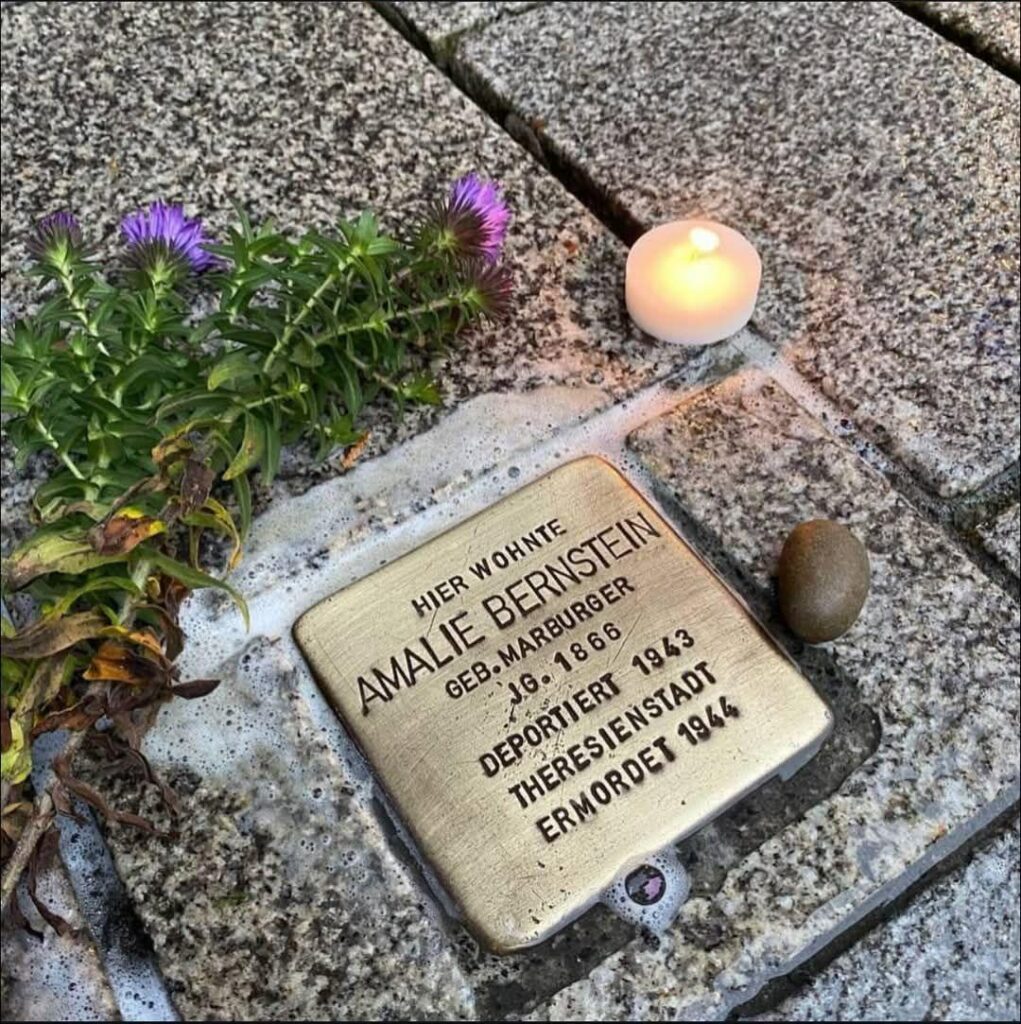 HIER WOHNTE
AMALIE BERNSTEIN
GEB. MARBURGER
JG. 1866
DEPORTIERT 1943
THERESIENSTADT
ERMORDET 1944